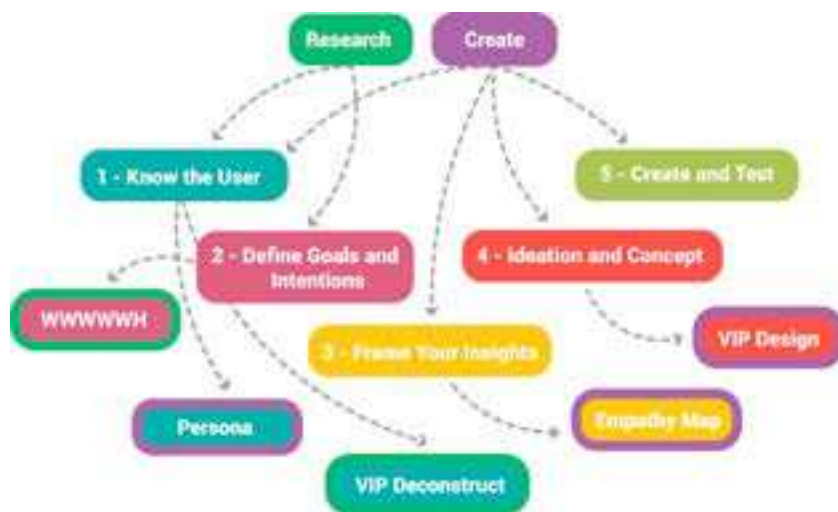 Research
Create
1 - Know the User
5 - Create and Test
2 - Define Goals and
Intentions
4 - Ideation and Concept
WWWWWH
3 - Frame Your Insights
VIP Design
Persona
Empathy Map
VIP Deconstruct